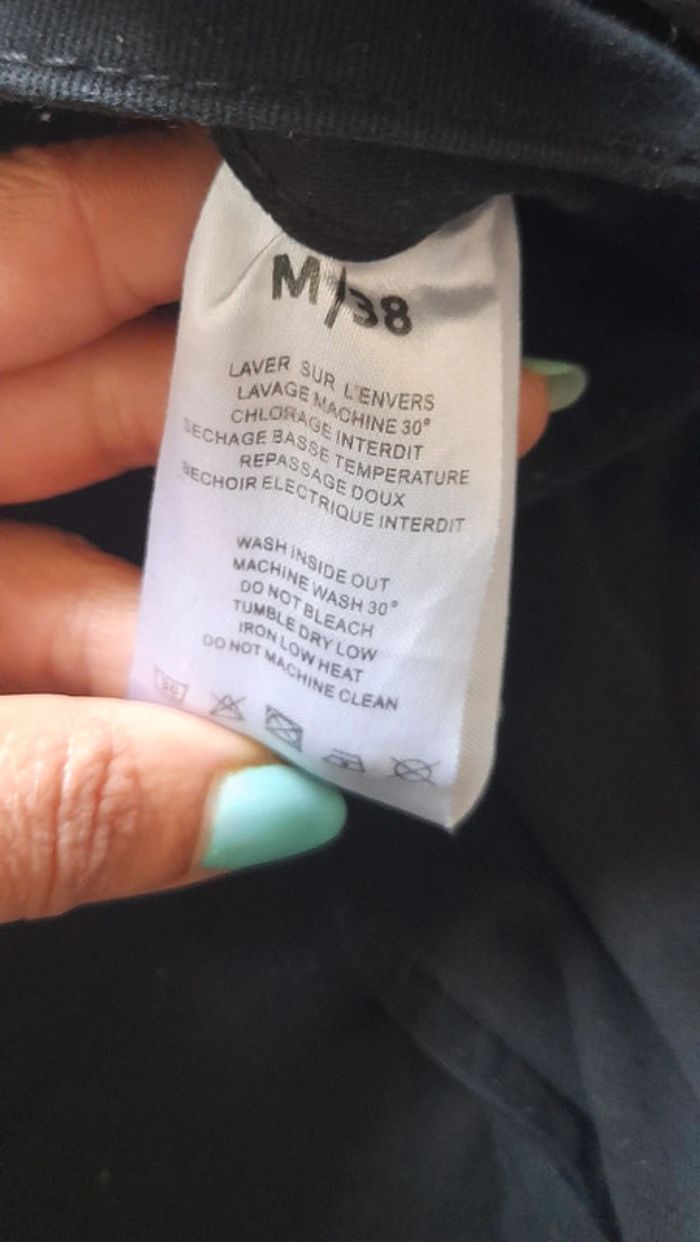 M/38
LAVER SUR L'ENVERS
LAVAGE MACHINE 30°
CHLORAGE INTERDIT
SECHAGE BASSE TEMPERATURE
REPASSAGE DOUX
SECHOIR ELECTRIQUE INTERDIT
WASH INSIDE OUT
MACHINE WASH 30°
DO NOT BLEACH
TUMBLE DRY LOW
IRON LOW HEAT
DO NOT MACHINE CLEAN
30